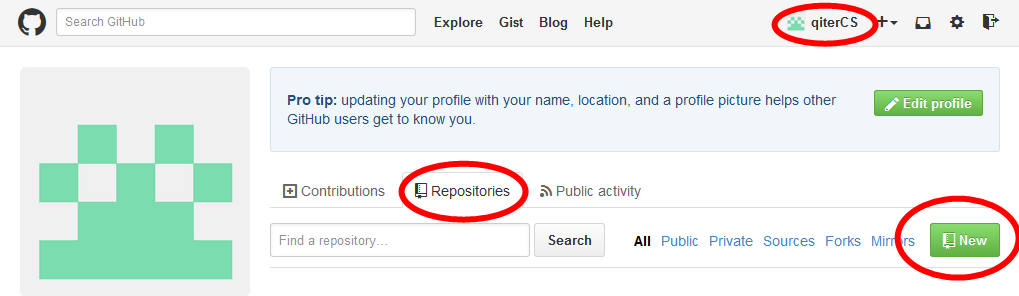 Search GitHub
Explore Gist Blog Help
qiterCS
Pro tip: updating your profile with your name, location, and a profile picture helps other
GitHub users get to know you.
Edit profile
Contributions Repositories Public activity
Find a repository... Search All Public Private Sources Forks Mirrors New